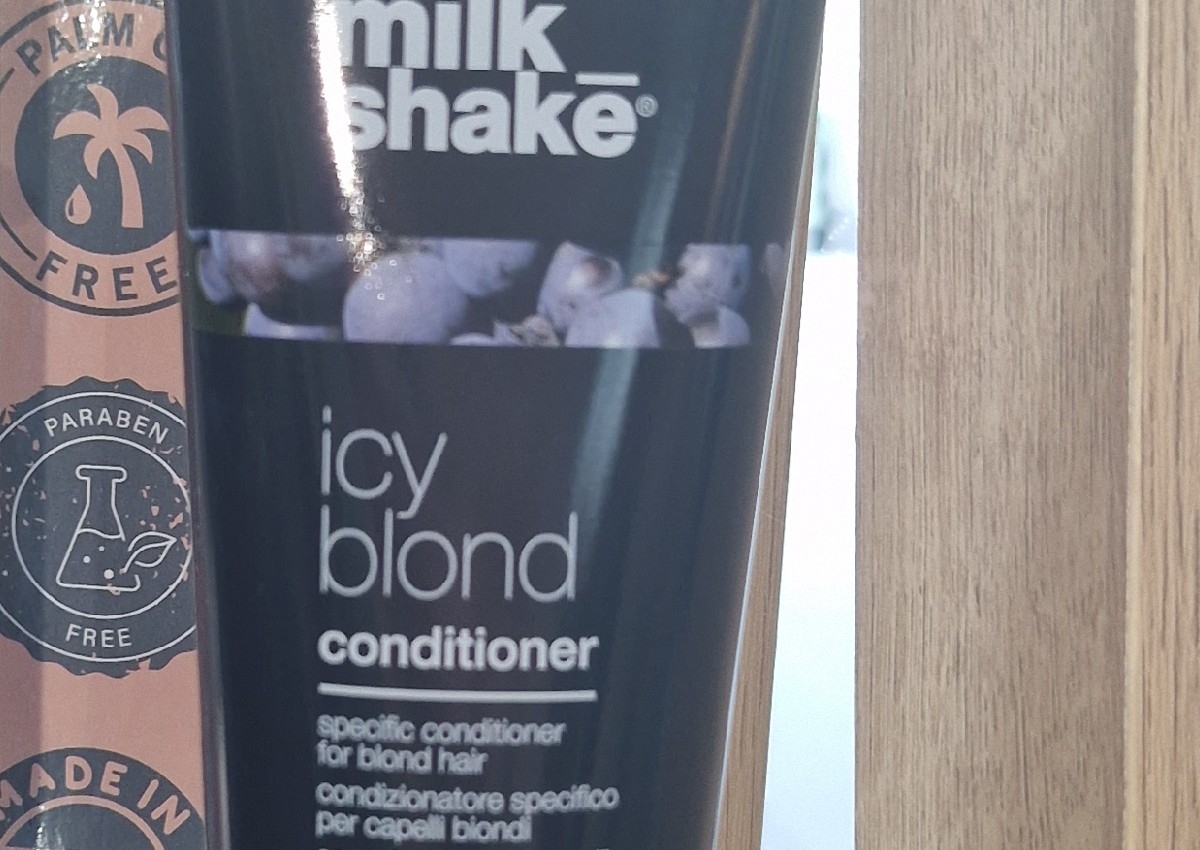 milk_
shake®
icy
blond
conditioner
specific conditioner
for blond hair
condizionatore specifico
per capelli biondi
PALM
FREE
PARABEN
FREE
MADE IN